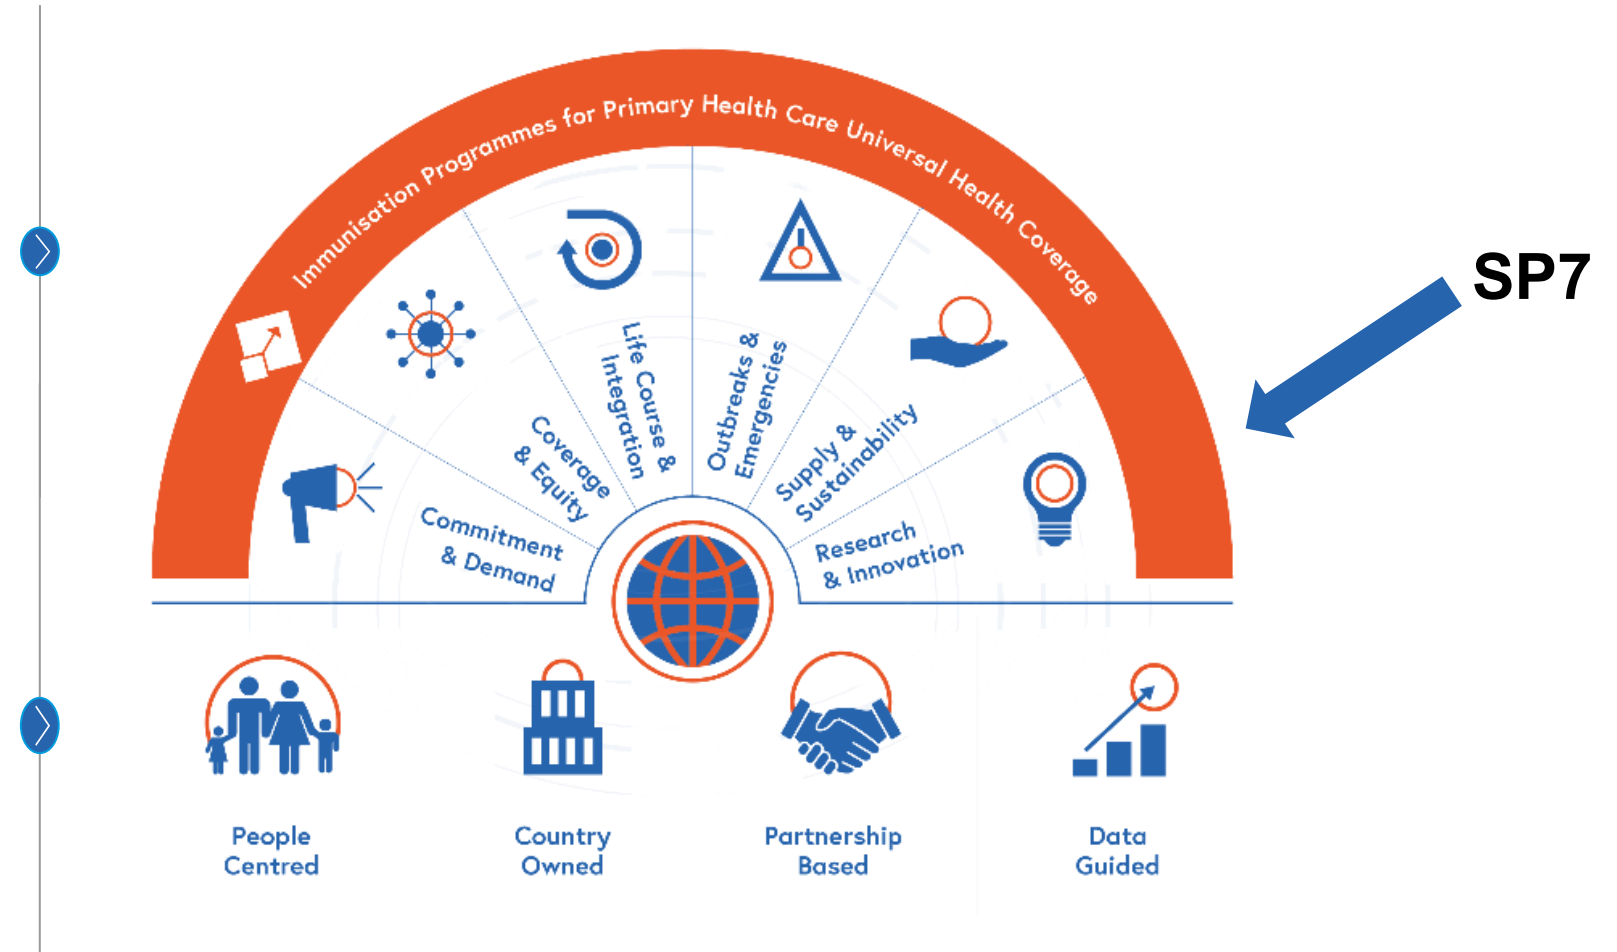 Immunisation Programmes for Primary Health Care Universal Health Coverage
SP7
Commitment
& Demand
Coverage
& Equity
Life Course &
Integration
Outbreaks &
Emergencies
Supply &
Sustainability
Research
& Innovation
People
Centred
Country
Owned
Partnership
Based
Data
Guided